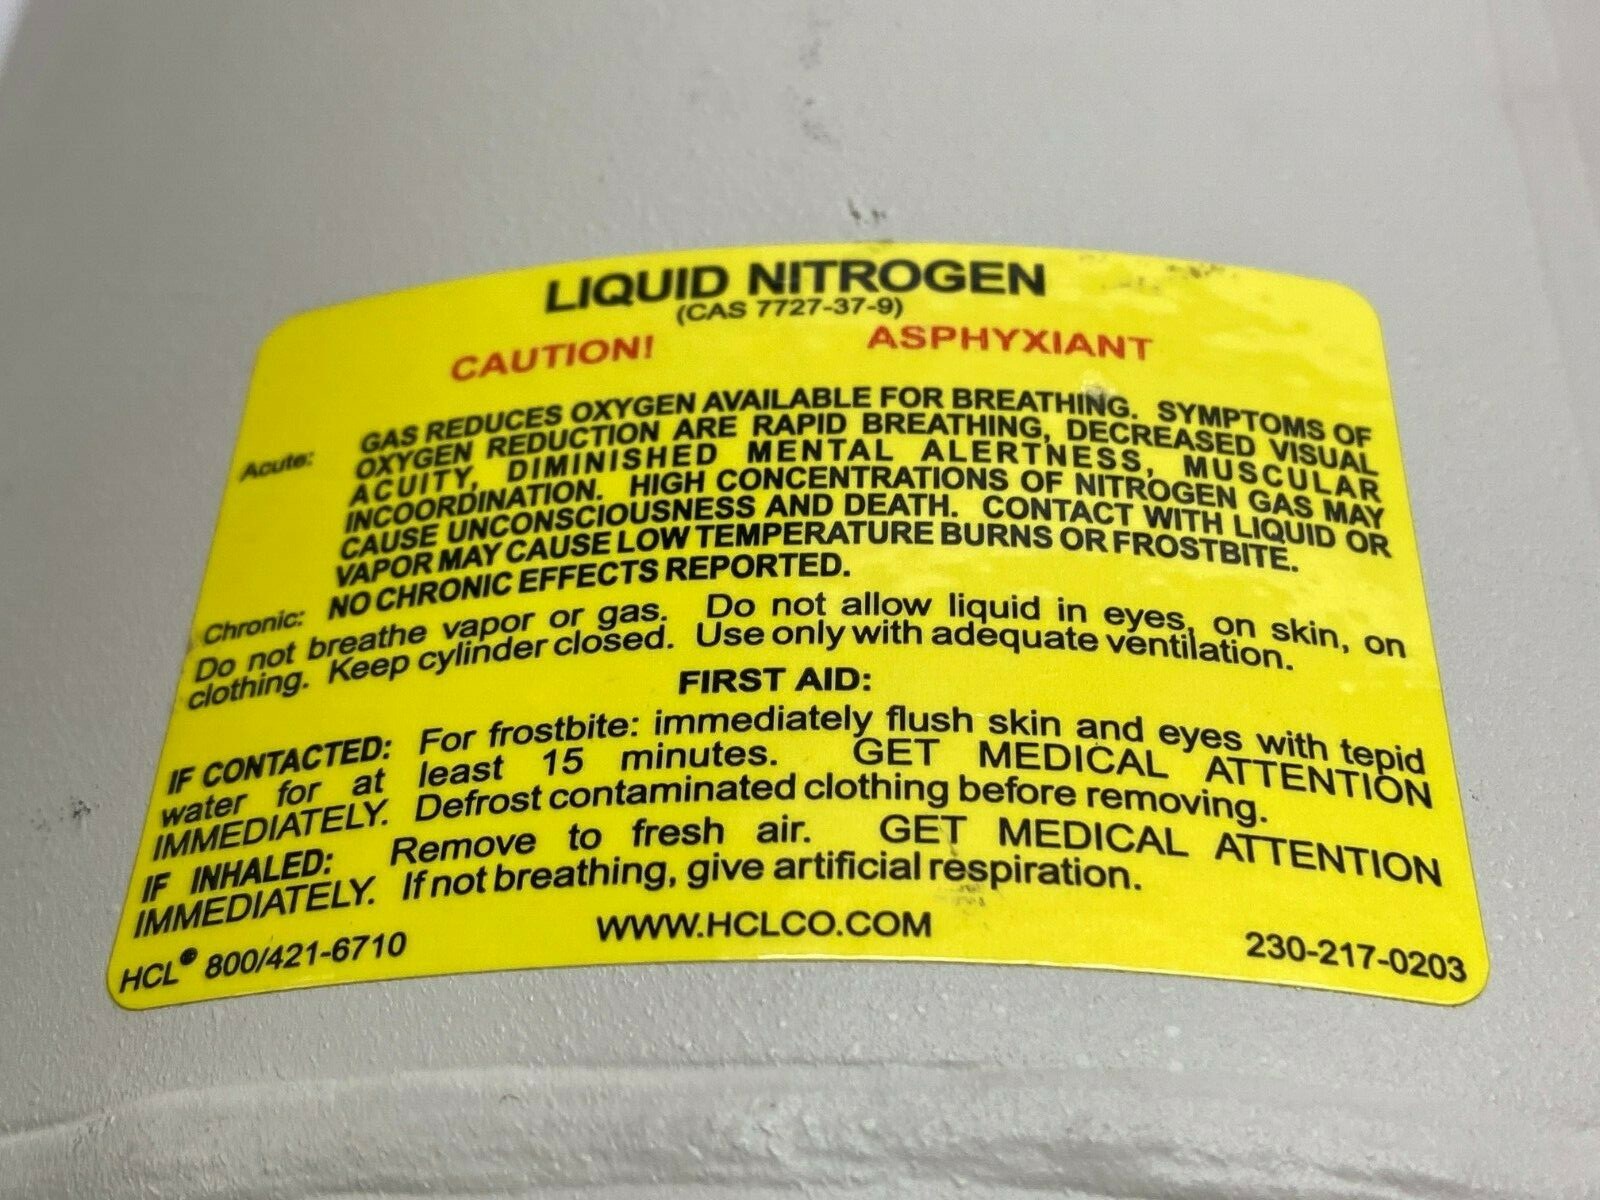 LIQUID NITROGEN
(CAS 7727-37-9)
CAUTION! ASPHYXIANT
Acute: GAS REDUCES OXYGEN AVAILABLE FOR BREATHING. SYMPTOMS OF
OXYGEN REDUCTION ARE RAPID BREATHING, DECREASED VISUAL
ACUITY, DIMINISHED MENTAL ALERTNESS, MUSCULAR
INCOORDINATION. HIGH CONCENTRATIONS OF NITROGEN GAS MAY
CAUSE UNCONSCIOUSNESS AND DEATH. CONTACT WITH LIQUID OR
VAPOR MAY CAUSE LOW TEMPERATURE BURNS OR FROSTBITE.
Chronic: NO CHRONIC EFFECTS REPORTED.
Do not breathe vapor or gas. Do not allow liquid in eyes, on skin, on
clothing. Keep cylinder closed. Use only with adequate ventilation.
FIRST AID:
IF CONTACTED: For frostbite: immediately flush skin and eyes with tepid
water for at least 15 minutes. GET MEDICAL ATTENTION
IMMEDIATELY. Defrost contaminated clothing before removing.
IF INHALED: Remove to fresh air. GET MEDICAL ATTENTION
IMMEDIATELY. If not breathing, give artificial respiration.
WWW.HCLCO.COM
HCL® 800/421-6710 230-217-0203